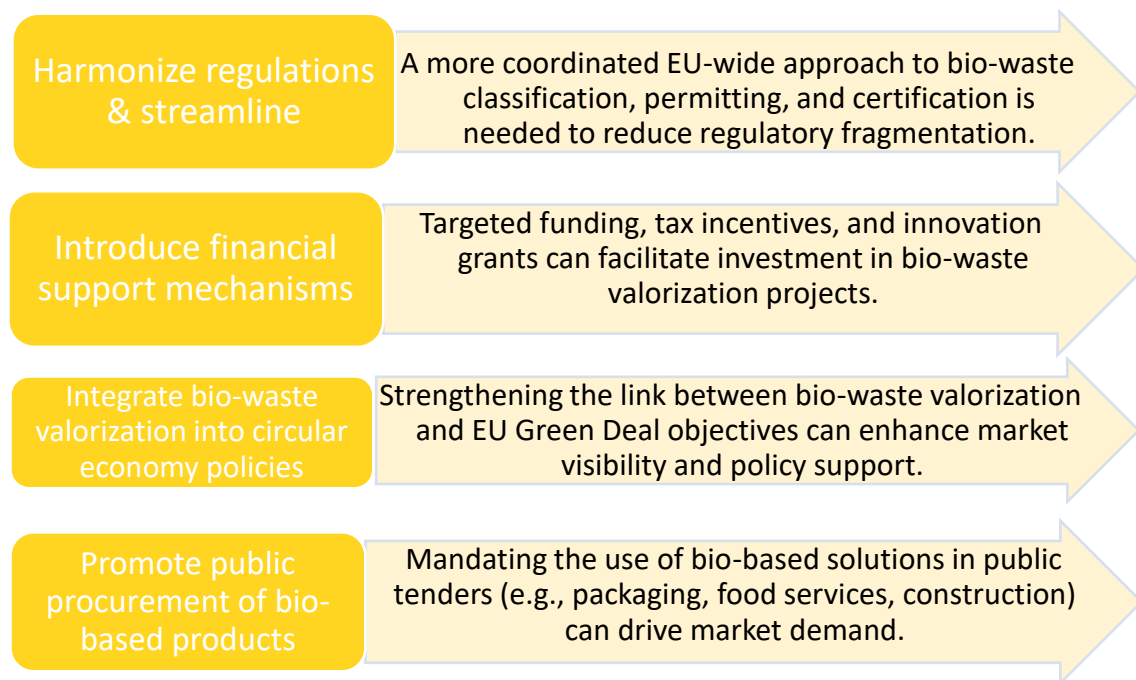 Harmonize regulations
& streamline
A more coordinated EU-wide approach to bio-waste
classification, permitting, and certification is
needed to reduce regulatory fragmentation.
Introduce financial
support mechanisms
Targeted funding, tax incentives, and innovation
grants can facilitate investment in bio-waste
valorization projects.
Integrate bio-waste
valorization into circular
economy policies
Strengthening the link between bio-waste valorization
and EU Green Deal objectives can enhance market
visibility and policy support.
Promote public
procurement of bio-
based products
Mandating the use of bio-based solutions in public
tenders (e.g., packaging, food services, construction)
can drive market demand.